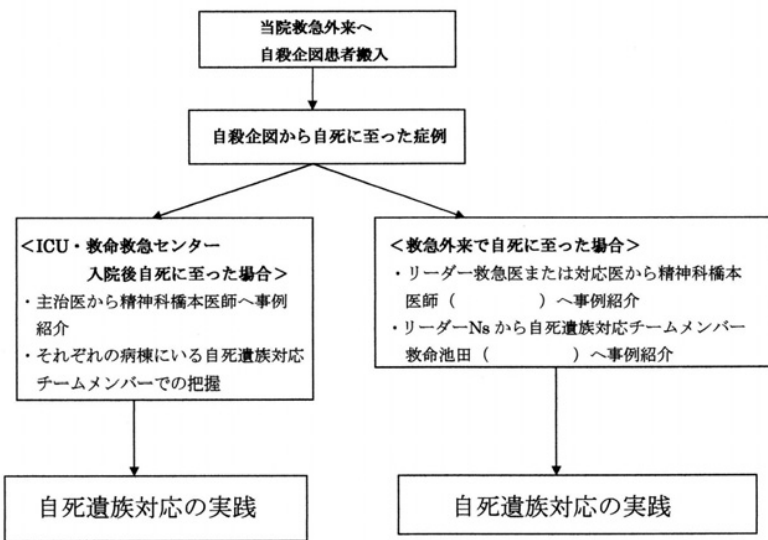 当院救急外来へ
自殺企図患者搬入
自殺企図から自死に至った症例
＜ICU・救命救急センター
入院後自死に至った場合＞
・主治医から精神科橋本医師へ事例
紹介
・それぞれの病棟にいる自死遺族対応
チームメンバーでの把握
＜救急外来で自死に至った場合＞
・リーダー救急医または対応医から精神科橋本
医師（　　　　　）へ事例紹介
・リーダーNsから自死遺族対応チームメンバー
救命池田（　　　　　）へ事例紹介
自死遺族対応の実践
自死遺族対応の実践